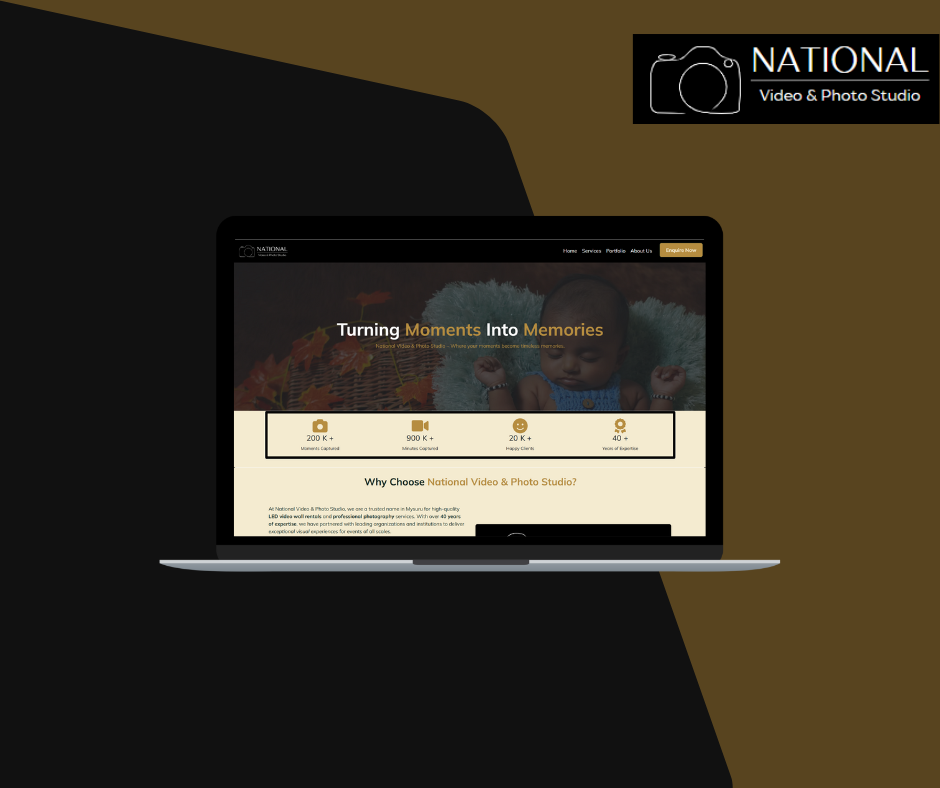 NATIONAL
Video & Photo Studio
NATIONAL
Video & Photo Studio
Home Services Portfolio About Us Enquire Now
Turning Moments Into Memories
National Video & Photo Studio – Where your moments become timeless memories.
200 K + 900 K + 20 K + 40 +
Moments Captured Minutes Captured Happy Clients Years of Expertise
Why Choose National Video & Photo Studio?
At National Video & Photo Studio, we are a trusted name in Mysuru for high-quality
LED video wall rentals and professional photography services. With over 40 years
of expertise, we have partnered with leading organizations and institutions to deliver
exceptional visual experiences for events of all scales.